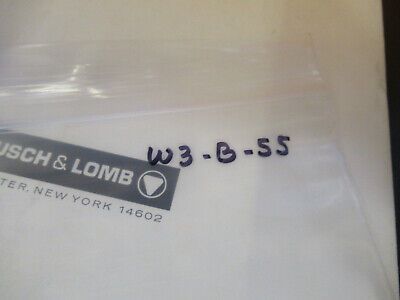 W3-B-55
USCH & LOMB
TER, NEW YORK 14602